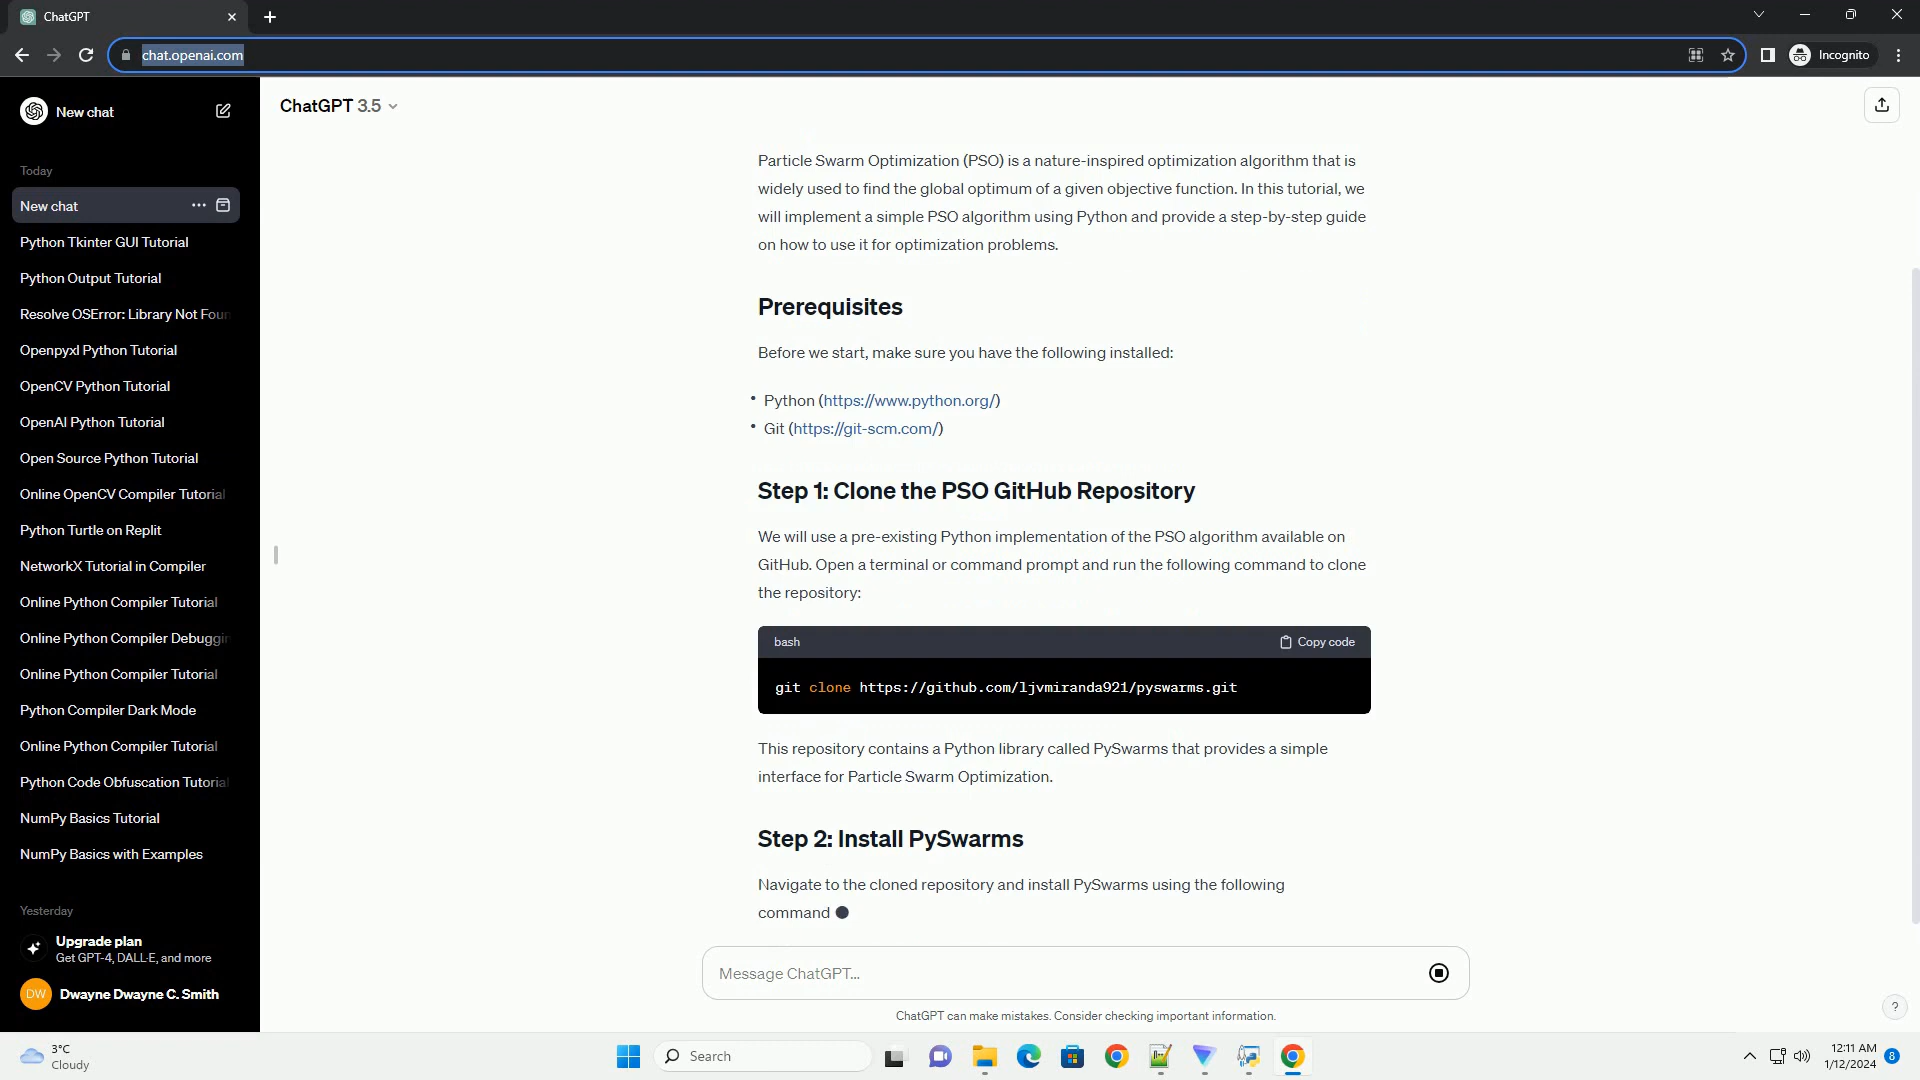 ChatGPT
chat.openai.com
Incognito
New chat
Today
New chat
Python Tkinter GUI Tutorial
Python Output Tutorial
Resolve OSError: Library Not Foun
Openpyxl Python Tutorial
OpenCV Python Tutorial
OpenAI Python Tutorial
Open Source Python Tutorial
Online OpenCV Compiler Tutorial
Python Turtle on Replit
NetworkX Tutorial in Compiler
Online Python Compiler Tutorial
Online Python Compiler Debuggin
Online Python Compiler Tutorial
Python Compiler Dark Mode
Online Python Compiler Tutorial
Python Code Obfuscation Tutorial
NumPy Basics Tutorial
NumPy Basics with Examples
Yesterday
Upgrade plan
Get GPT-4, DALL·E, and more
DW
Dwayne Dwayne C. Smith
ChatGPT 3.5
Particle Swarm Optimization (PSO) is a nature-inspired optimization algorithm that is
widely used to find the global optimum of a given objective function. In this tutorial, we
will implement a simple PSO algorithm using Python and provide a step-by-step guide
on how to use it for optimization problems.
Prerequisites
Before we start, make sure you have the following installed:
• Python (https://www.python.org/)
• Git (https://git-scm.com/)
Step 1: Clone the PSO GitHub Repository
We will use a pre-existing Python implementation of the PSO algorithm available on
GitHub. Open a terminal or command prompt and run the following command to clone
the repository:
bash
Copy code
git clone https://github.com/ljvmiranda921/pyswarms.git
This repository contains a Python library called PySwarms that provides a simple
interface for Particle Swarm Optimization.
Step 2: Install PySwarms
Navigate to the cloned repository and install PySwarms using the following
command
Message ChatGPT…
ChatGPT can make mistakes. Consider checking important information.
?
3°C
Cloudy
Search
12:11 AM
1/12/2024
8